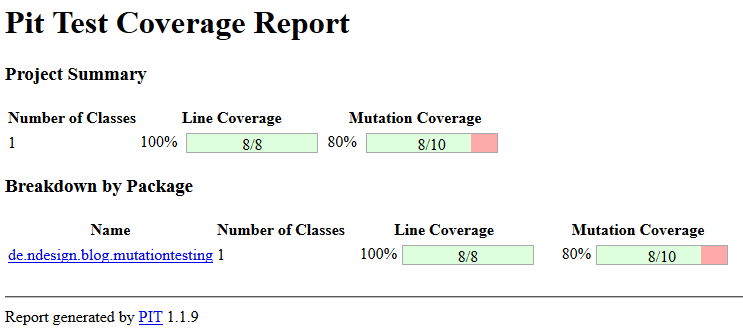 Pit Test Coverage Report
Project Summary
Number of Classes Line Coverage Mutation Coverage
1 100% 8/8 80% 8/10
Breakdown by Package
Name Number of Classes Line Coverage Mutation Coverage
de.ndesign.blog.mutationtesting 1 100% 8/8 80% 8/10
Report generated by PIT 1.1.9